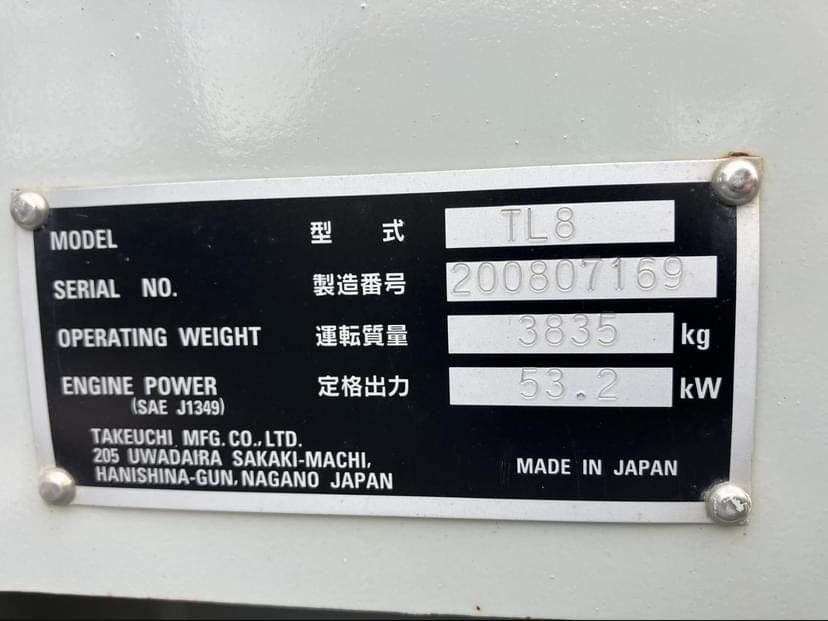 MODEL 型 式 TL8
SERIAL NO. 製造番号 200807169
OPERATING WEIGHT 運転質量 3835 kg
ENGINE POWER 定格出力 53.2 kW
(SAE J1349)
TAKEUCHI MFG. CO., LTD.
205 UWADAIRA SAKAKI-MACHI,
HANISHINA-GUN, NAGANO JAPAN
MADE IN JAPAN